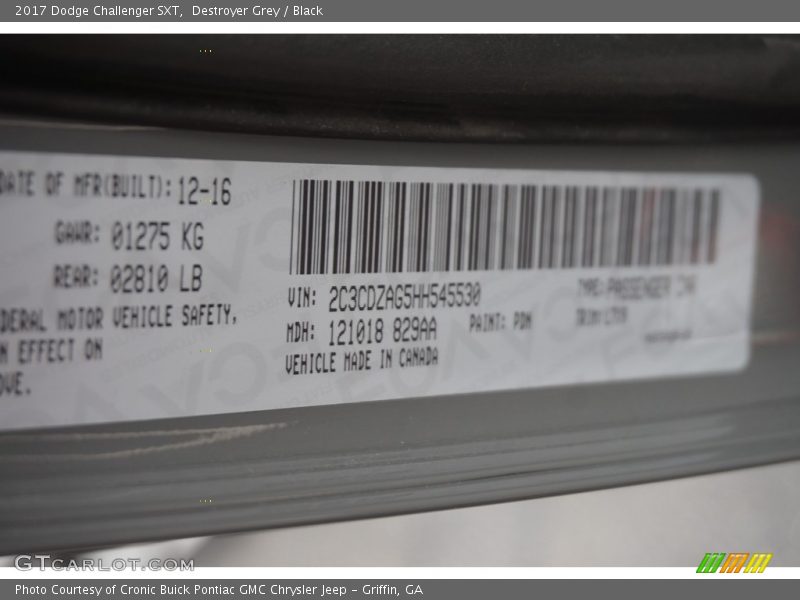 2017 Dodge Challenger SXT, Destroyer Grey / Black
DATE OF MFR(BUILT): 12-16
GAWR: 01275 KG
REAR: 02810 LB
DERAL MOTOR VEHICLE SAFETY,
N EFFECT ON
OVE.
VIN: 2C3CDZAG5HH545530
MDH: 121018 829AA
PAINT: PDN
VEHICLE MADE IN CANADA
TYPE: PASSENGER CAR
TRIM:
GTCARLOT.COM
Photo Courtesy of Cronic Buick Pontiac GMC Chrysler Jeep - Griffin, GA